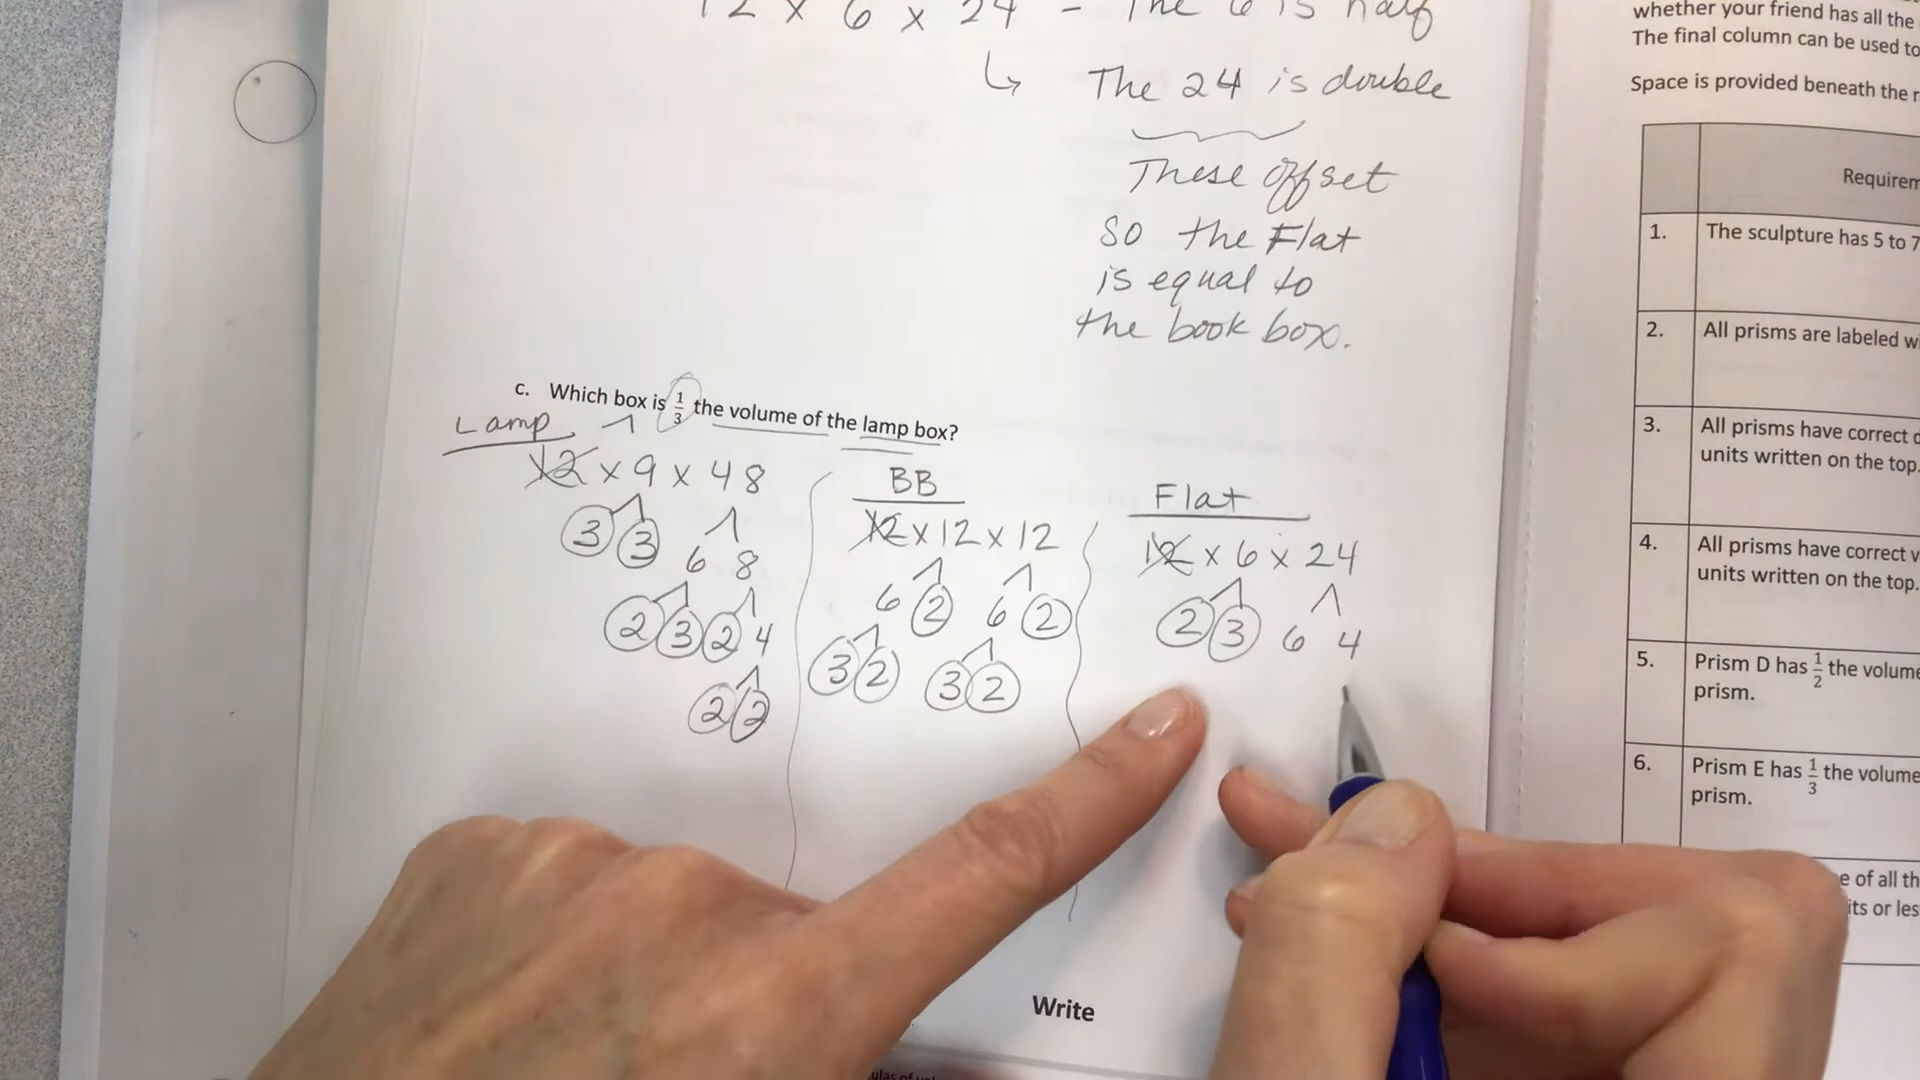 12 x 6 x 24 - The 6 is half
↳ The 24 is double
These offset
so the Flat
is equal to
the book box.
c. Which box is 1/3 the volume of the lamp box?
Lamp
12 x 9 x 48
3 3 6 8
2 3 2 4
2 2
BB
12 x 12 x 12
6 2 6 2
3 2 3 2
Flat
12 x 6 x 24
2 3 6 4
Write
whether your friend has all the
The final column can be used to
Space is provided beneath the
1. The sculpture has 5 to 7
2. All prisms are labeled
3. All prisms have correct
units written on the top.
4. All prisms have correct
units written on the top.
5. Prism D has 1/2 the volume
prism.
6. Prism E has 1/3 the volume
prism.
of all
or